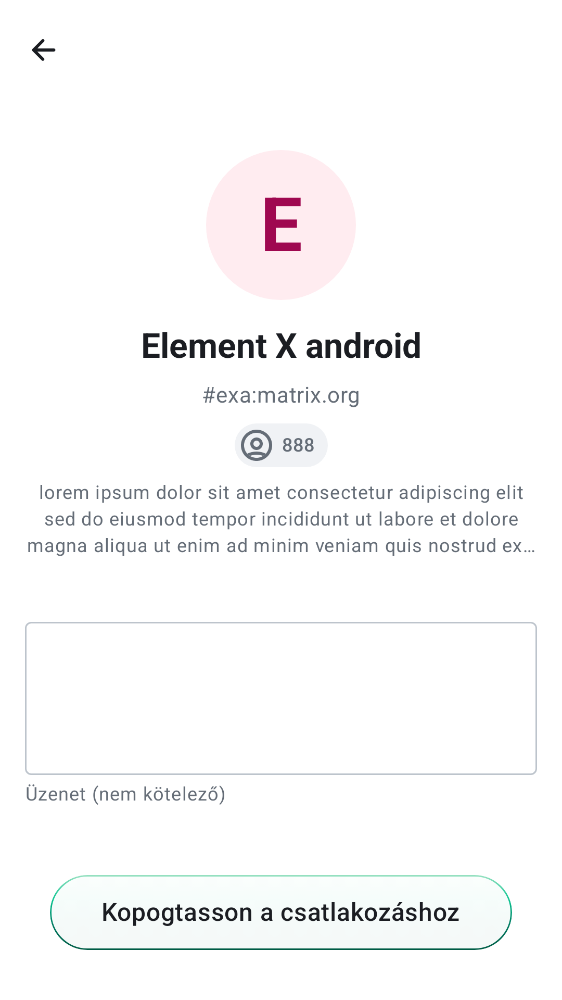 E
Element X android
#exa:matrix.org
888
lorem ipsum dolor sit amet consectetur adipiscing elit
sed do eiusmod tempor incididunt ut labore et dolore
magna aliqua ut enim ad minim veniam quis nostrud ex…
Üzenet (nem kötelező)
Kopogtasson a csatlakozáshoz